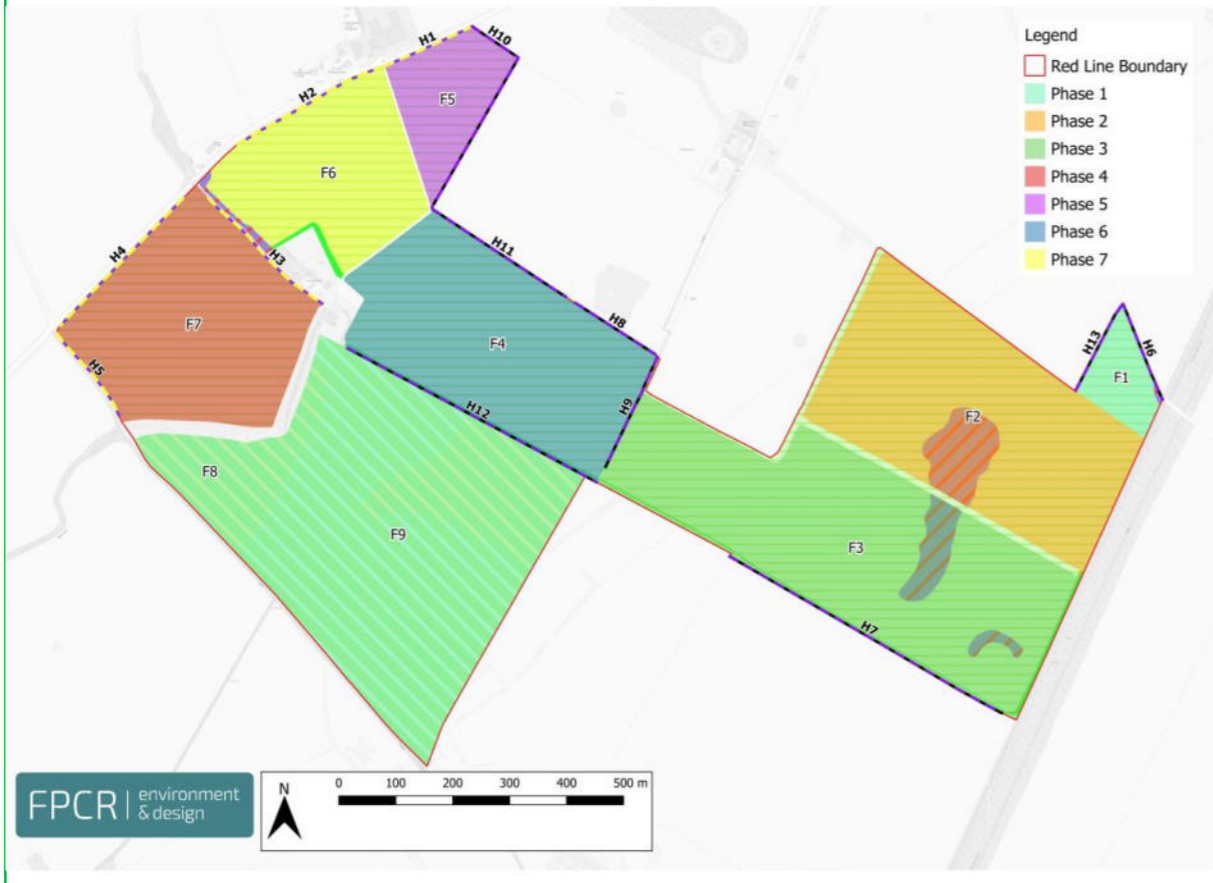 Legend
Red Line Boundary
Phase 1
Phase 2
Phase 3
Phase 4
Phase 5
Phase 6
Phase 7
H1
H10
H2
F5
F6
H4
H3
H11
F7
F4
H8
H13
H6
F1
H5
H9
H12
F2
F8
F9
F3
H7
FPCR | environment
& design
N
0 100 200 300 400 500 m